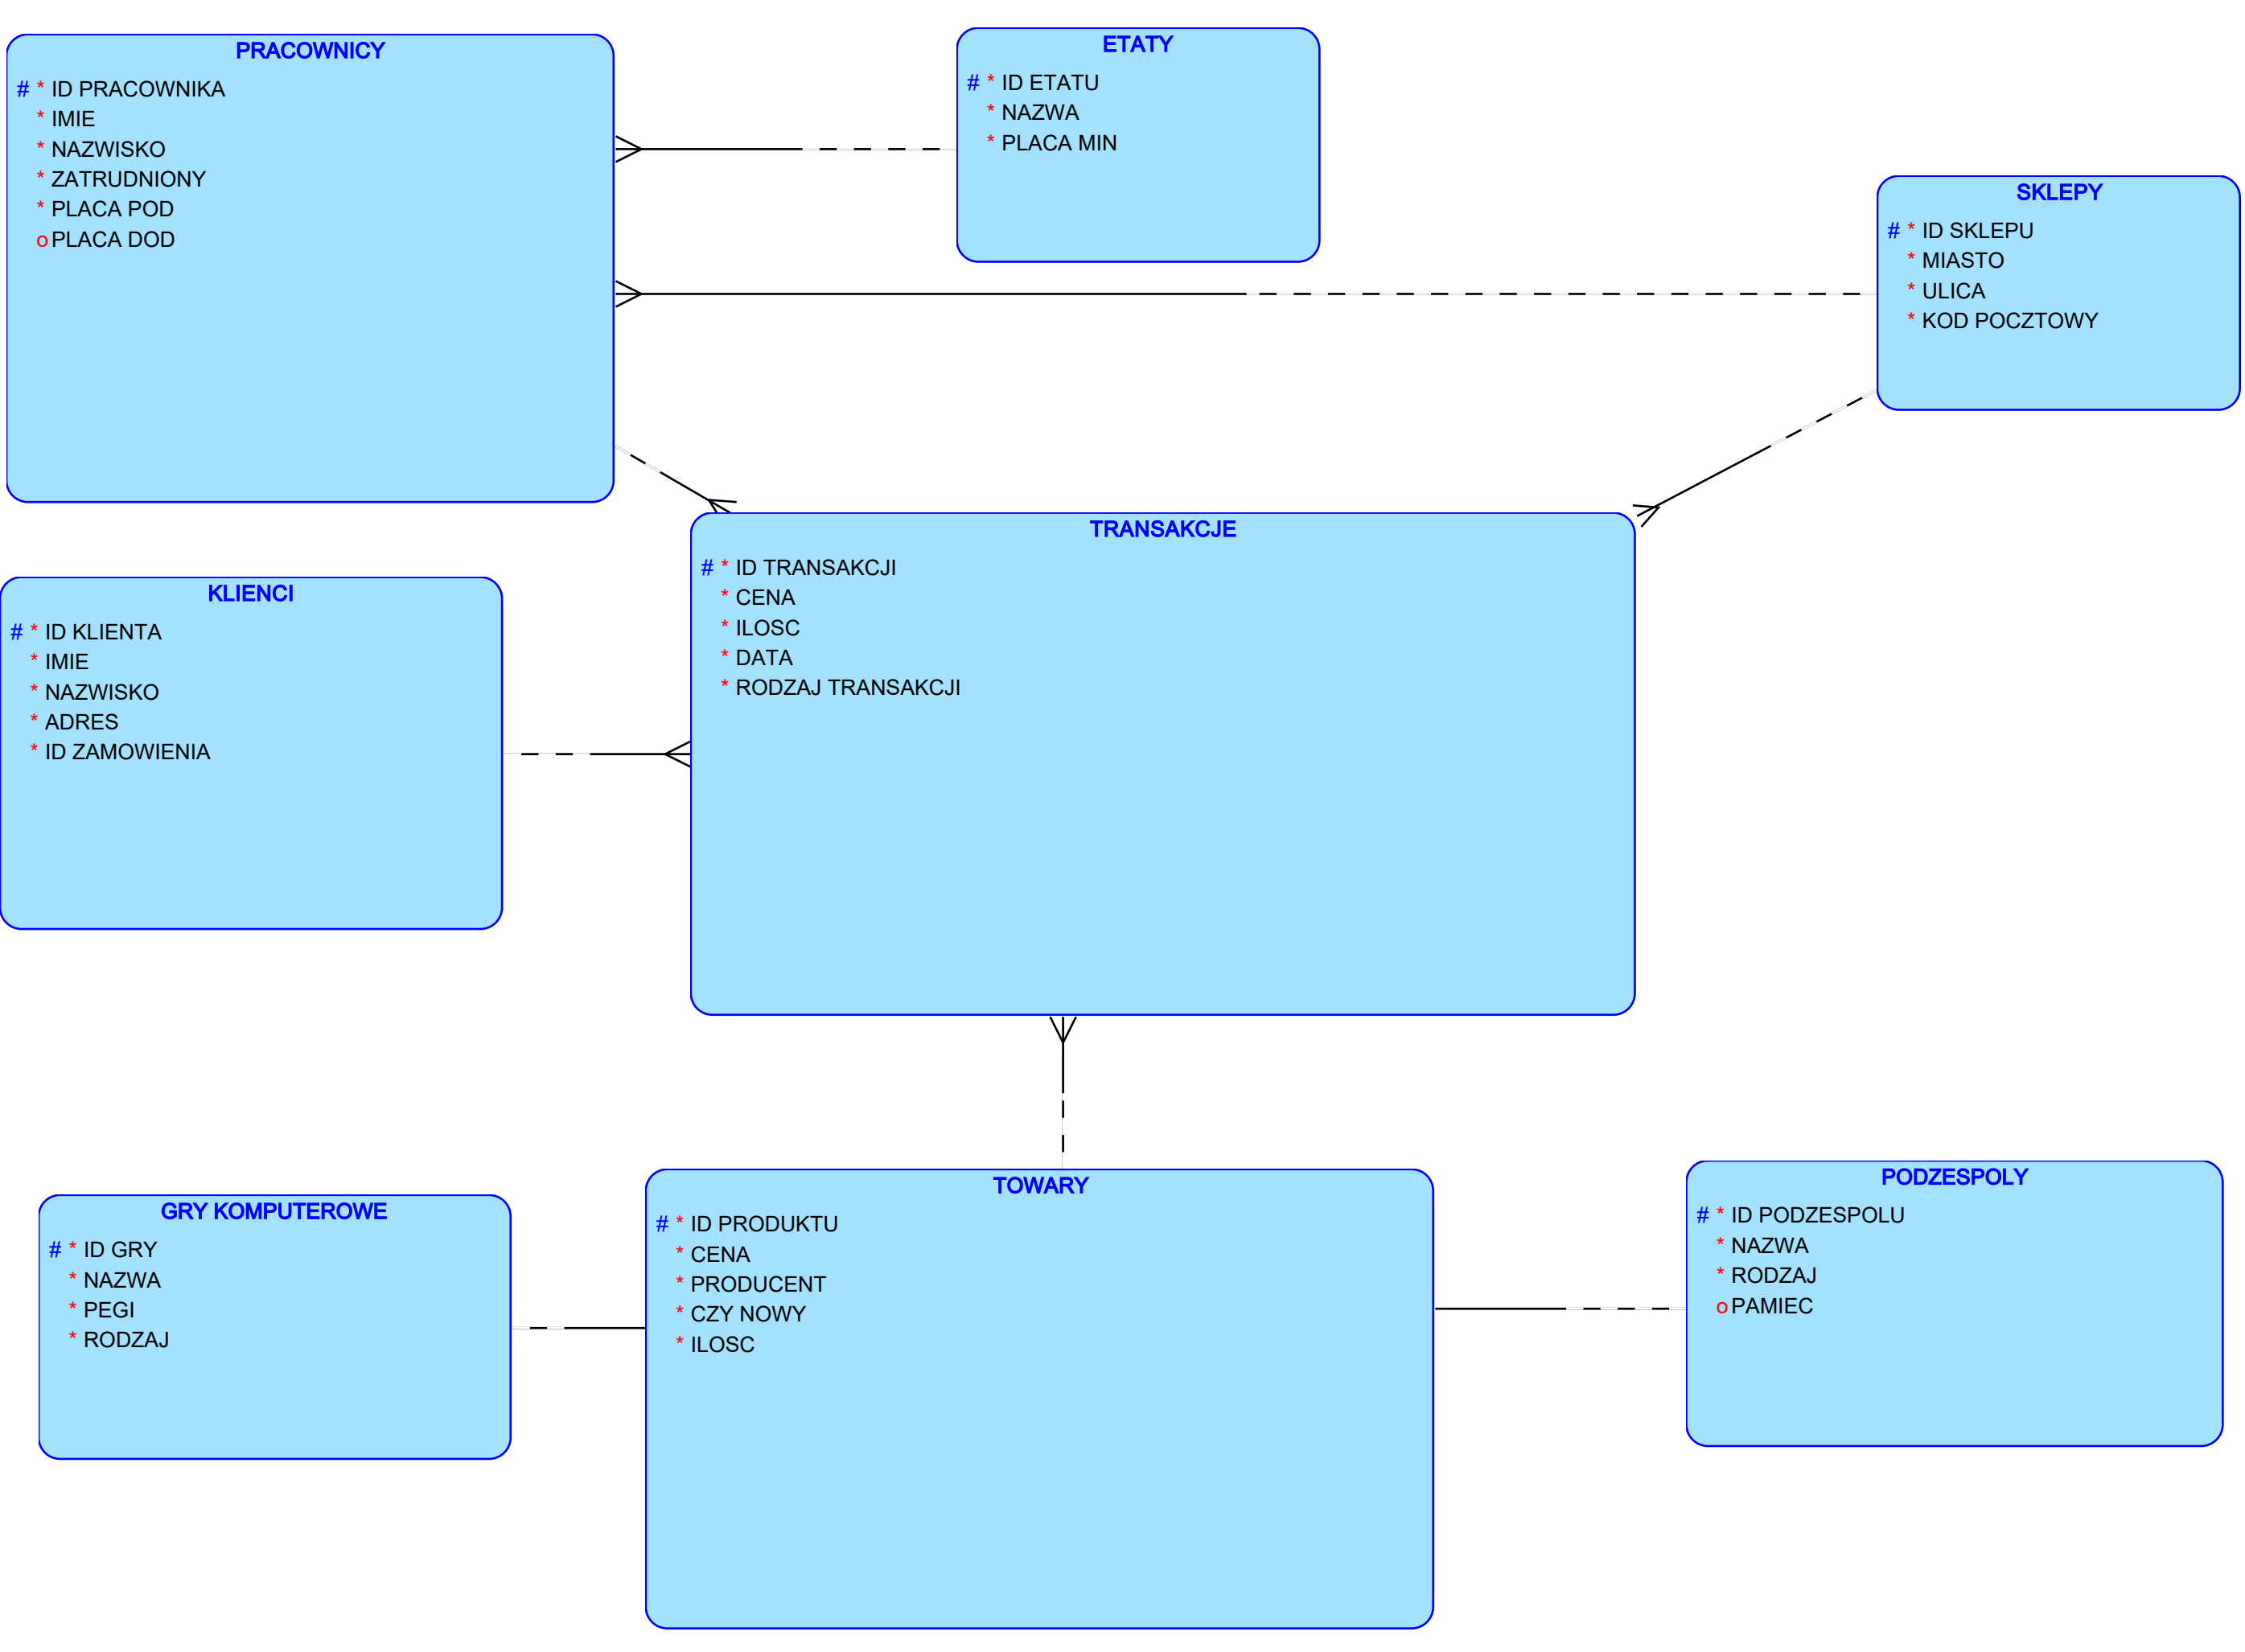 PRACOWNICY
# * ID PRACOWNIKA
* IMIE
* NAZWISKO
* ZATRUDNIONY
* PLACA POD
o PLACA DOD
ETATY
# * ID ETATU
* NAZWA
* PLACA MIN
SKLEPY
# * ID SKLEPU
* MIASTO
* ULICA
* KOD POCZTOWY
TRANSAKCJE
# * ID TRANSAKCJI
* CENA
* ILOSC
* DATA
* RODZAJ TRANSAKCJI
KLIENCI
# * ID KLIENTA
* IMIE
* NAZWISKO
* ADRES
* ID ZAMOWIENIA
GRY KOMPUTEROWE
# * ID GRY
* NAZWA
* PEGI
* RODZAJ
TOWARY
# * ID PRODUKTU
* CENA
* PRODUCENT
* CZY NOWY
* ILOSC
PODZESPOLY
# * ID PODZESPOLU
* NAZWA
* RODZAJ
o PAMIEC